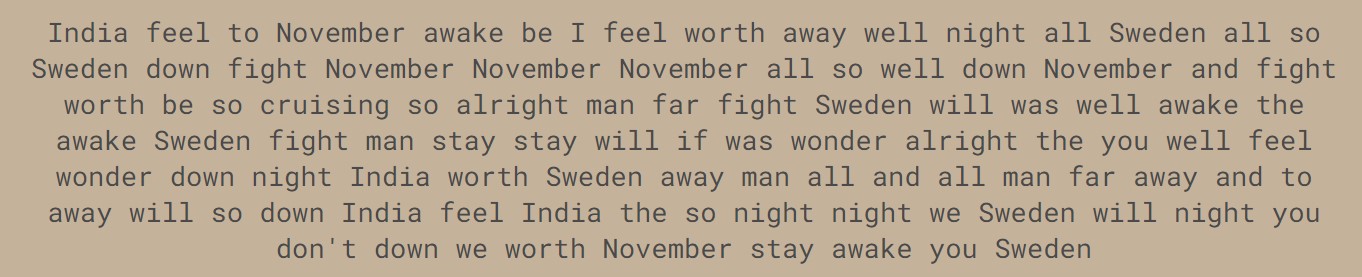 India feel to November awake be I feel worth away well night all Sweden all so
Sweden down fight November November November all so well down November and fight
worth be so cruising so alright man far fight Sweden will was well awake the
awake Sweden fight man stay stay will if was wonder alright the you well feel
wonder down night India worth Sweden away man all and all man far away and to
away will so down India feel India the so night night we Sweden will night you
don't down we worth November stay awake you Sweden